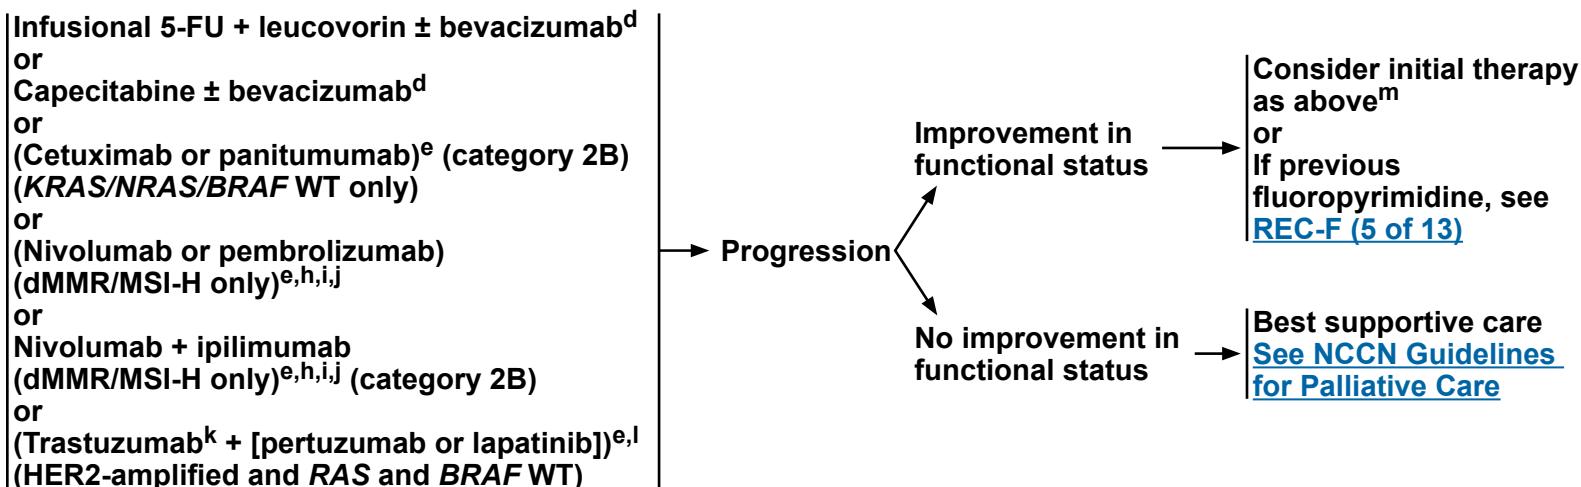 Infusional 5-FU + leucovorin ± bevacizumabd
or
Capecitabine ± bevacizumabd
or
(Cetuximab or panitumumab)e (category 2B)
(KRAS/NRAS/BRAF WT only)
or
(Nivolumab or pembrolizumab)
(dMMR/MSI-H only)e,h,i,j
or
Nivolumab + ipilimumab
(dMMR/MSI-H only)e,h,i,j (category 2B)
or
(Trastuzumabk + [pertuzumab or lapatinib])e,l
(HER2-amplified and RAS and BRAF WT)
Progression
Improvement in
functional status
Consider initial therapy
as abovem
or
If previous
fluoropyrimidine, see
REC-F (5 of 13)
No improvement in
functional status
Best supportive care
See NCCN Guidelines
for Palliative Care